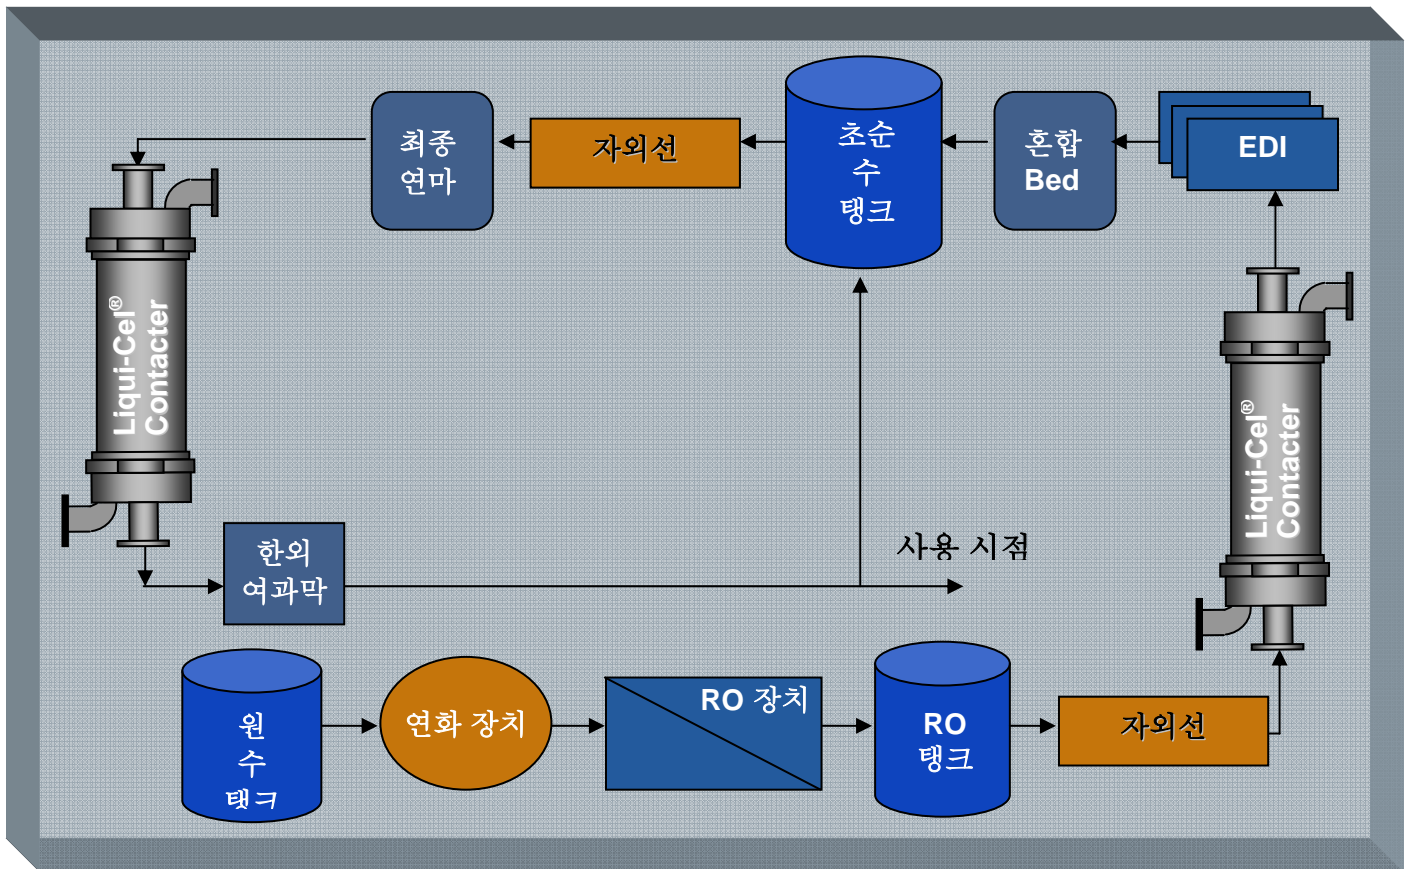 최종
연마
자외선
초순
수
탱크
혼합
Bed
EDI
Liqui-Cel®
Contacter
Liqui-Cel®
Contacter
사용 시점
한외
여과막
원
수
탱크
연화 장치
RO 장치
RO
탱크
자외선